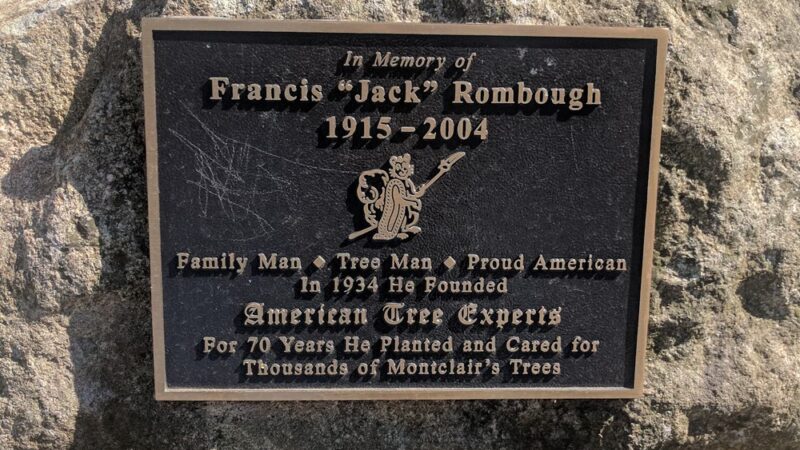 In Memory of
Francis "Jack" Rombough
1915 – 2004
Family Man ◆ Tree Man ◆ Proud American
In 1934 He Founded
American Tree Experts
For 70 Years He Planted and Cared for
Thousands of Montclair's Trees